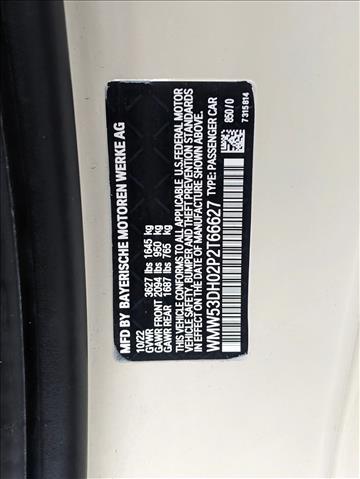 MFD BY BAYERISCHE MOTOREN WERKE AG
10/22
GVWR 3627 lbs 1645 kg
GAWR FRONT 2094 lbs 950 kg
GAWR REAR 1687 lbs 765 kg
THIS VEHICLE CONFORMS TO ALL APPLICABLE U.S.FEDERAL MOTOR
VEHICLE SAFETY, BUMPER AND THEFT PREVENTION STANDARDS
IN EFFECT ON THE DATE OF MANUFACTURE SHOWN ABOVE.
WMW53DH02P2T66627 TYPE: PASSENGER CAR
850/0
7315814